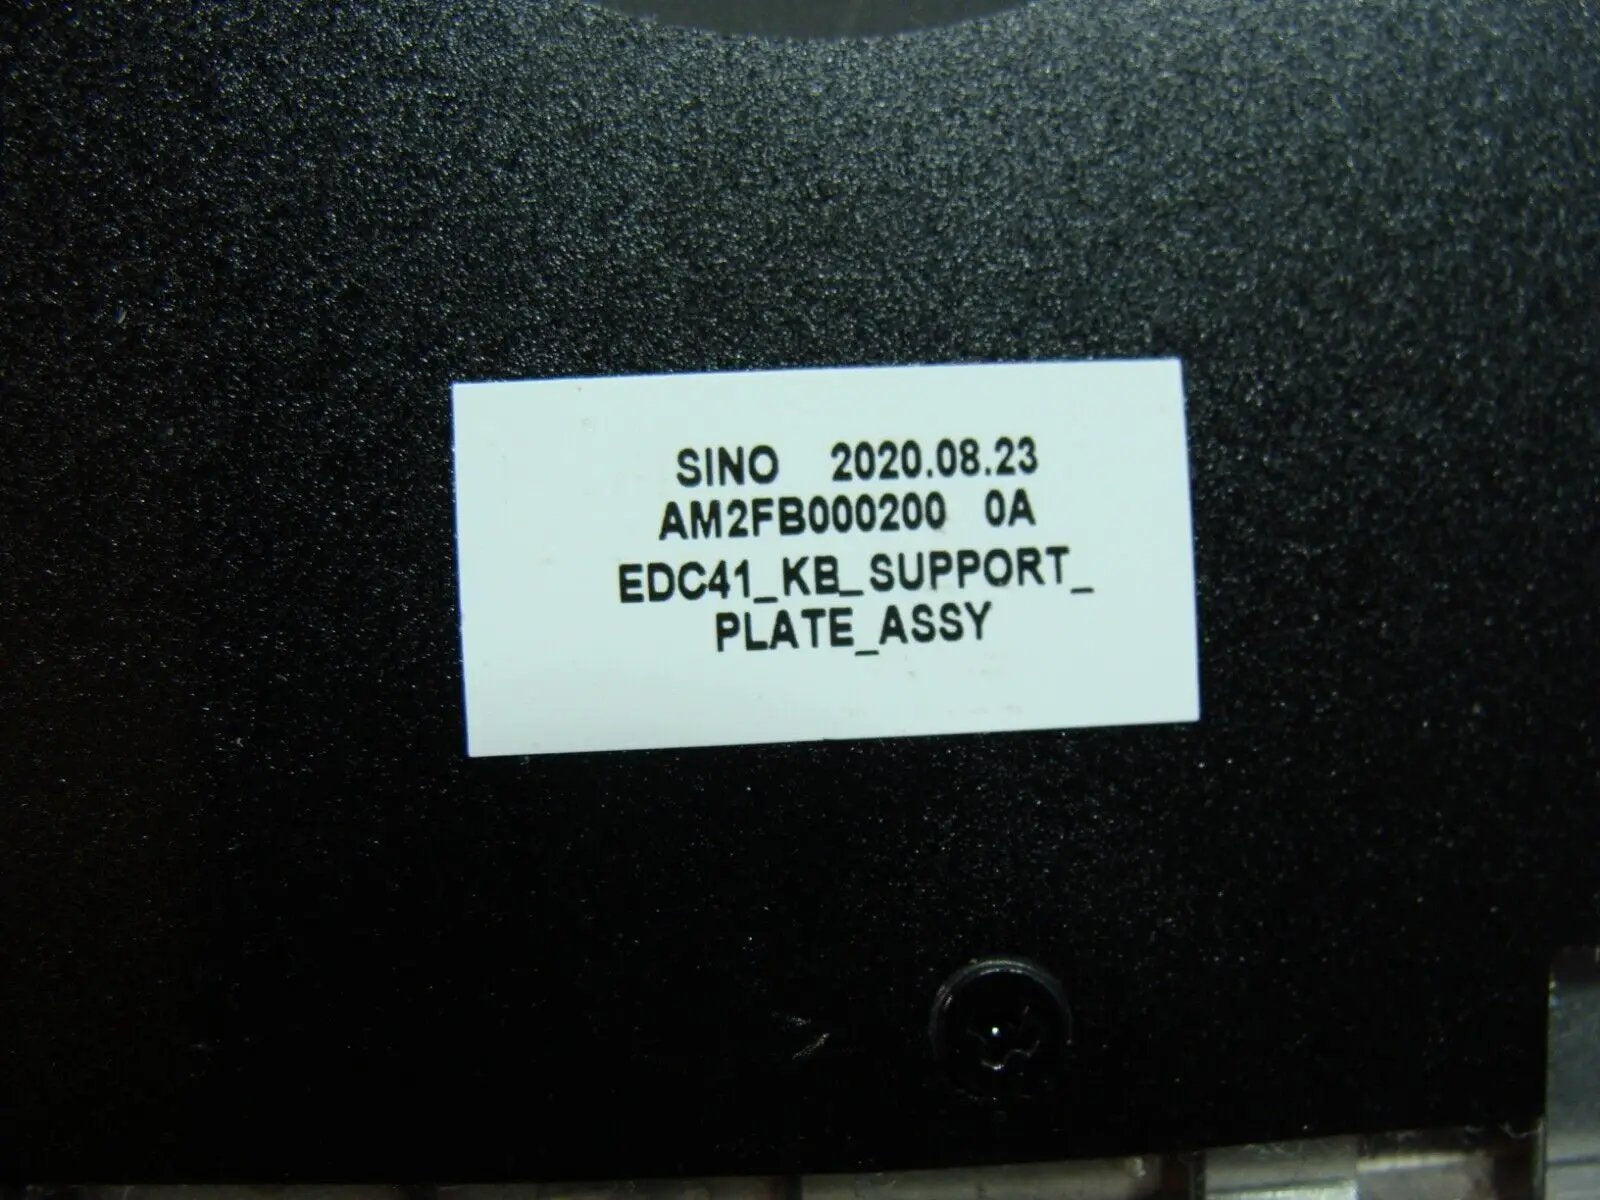 SINO 2020.08.23
AM2FB000200 0A
EDC41_KB_SUPPORT_
PLATE_ASSY